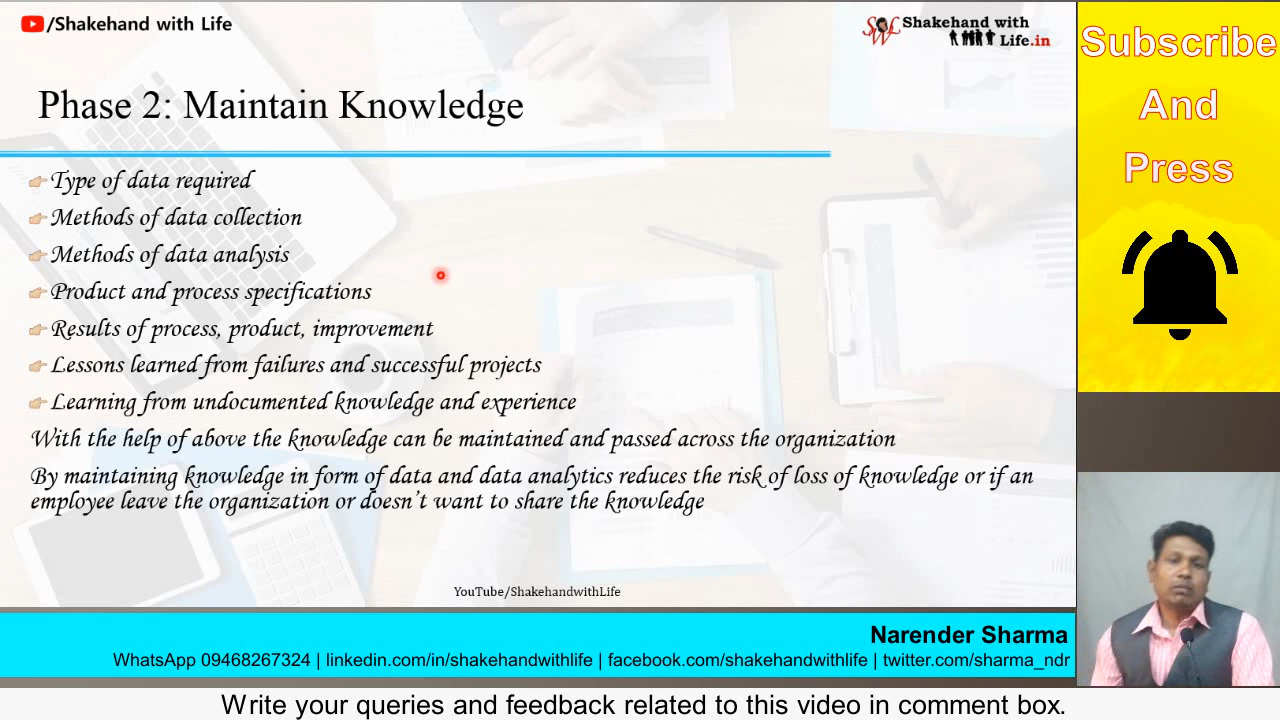 /Shakehand with Life
Shakehand with
Life.in
Subscribe
And
Press
Phase 2: Maintain Knowledge
Type of data required
Methods of data collection
Methods of data analysis
Product and process specifications
Results of process, product, improvement
Lessons learned from failures and successful projects
Learning from undocumented knowledge and experience
With the help of above the knowledge can be maintained and passed across the organization
By maintaining knowledge in form of data and data analytics reduces the risk of loss of knowledge or if an
employee leave the organization or doesn't want to share the knowledge
YouTube/ShakehandwithLife
Narender Sharma
WhatsApp 09468267324 | linkedin.com/in/shakehandwithlife | facebook.com/shakehandwithlife | twitter.com/sharma_ndr
Write your queries and feedback related to this video in comment box.